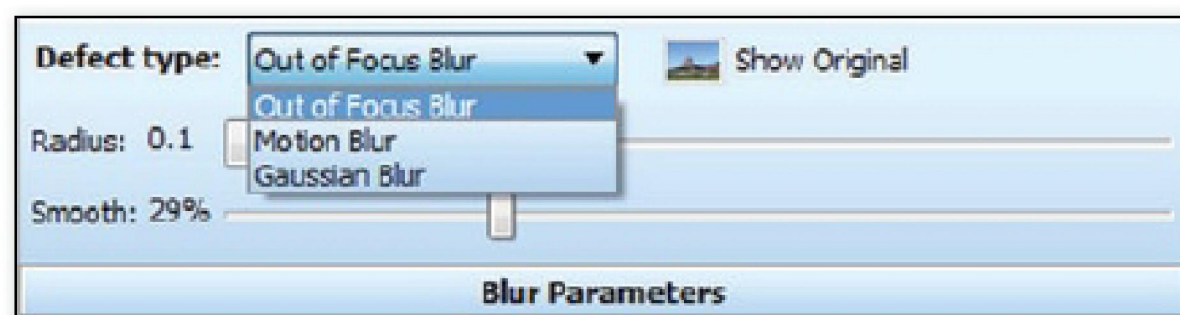 Defect type: Out of Focus Blur Show Original
Out of Focus Blur
Radius: 0.1 Motion Blur
Gaussian Blur
Smooth: 29%
Blur Parameters